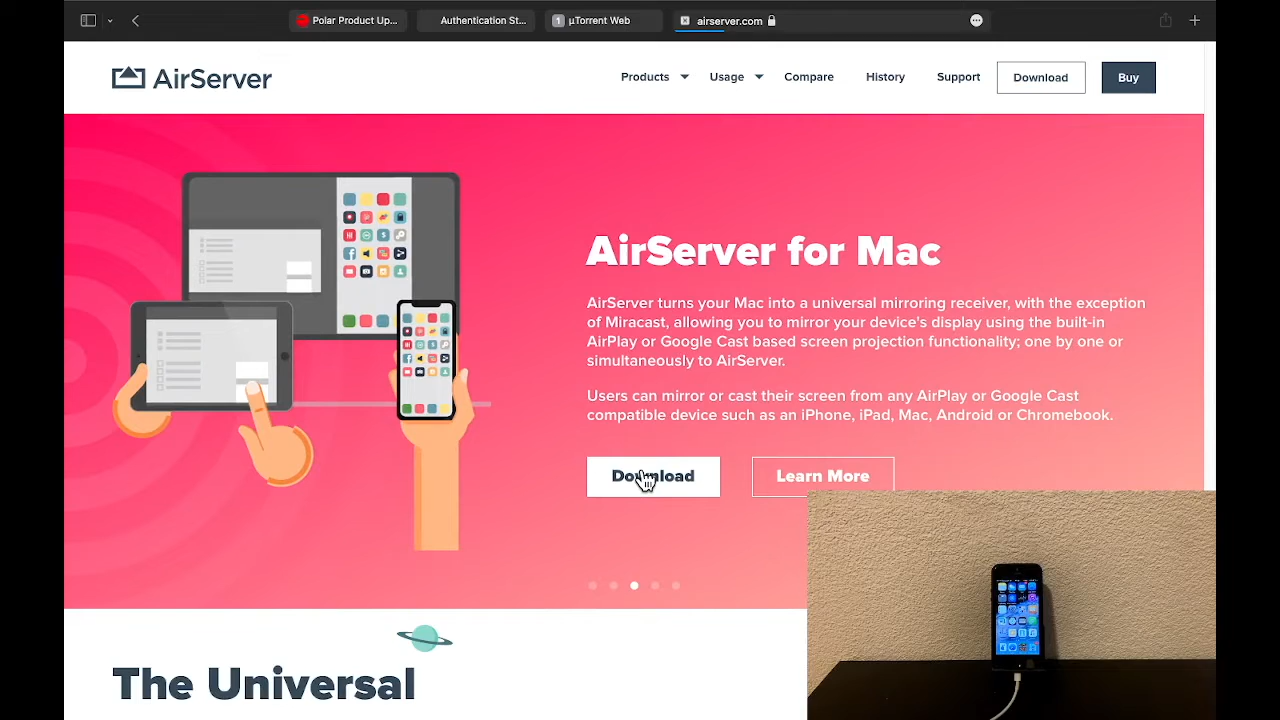 Polar Product Up...
Authentication St...
1 µTorrent Web
airserver.com
AirServer
Products
Usage
Compare
History
Support
Download
Buy
AirServer for Mac
AirServer turns your Mac into a universal mirroring receiver, with the exception
of Miracast, allowing you to mirror your device's display using the built-in
AirPlay or Google Cast based screen projection functionality; one by one or
simultaneously to AirServer.
Users can mirror or cast their screen from any AirPlay or Google Cast
compatible device such as an iPhone, iPad, Mac, Android or Chromebook.
Download
Learn More
The Universal